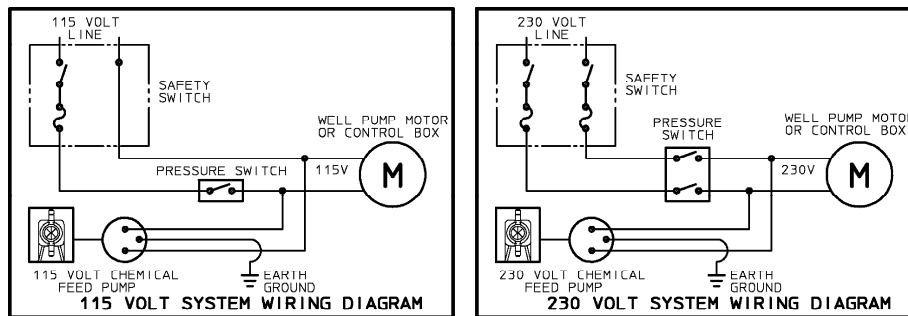 115 VOLT
LINE
SAFETY
SWITCH
WELL PUMP MOTOR
OR CONTROL BOX
PRESSURE SWITCH
115V
M
115 VOLT CHEMICAL
FEED PUMP
EARTH
GROUND
115 VOLT SYSTEM WIRING DIAGRAM
230 VOLT
LINE
SAFETY
SWITCH
PRESSURE
SWITCH
WELL PUMP MOTOR
OR CONTROL BOX
230V
M
230 VOLT CHEMICAL
FEED PUMP
EARTH
GROUND
230 VOLT SYSTEM WIRING DIAGRAM